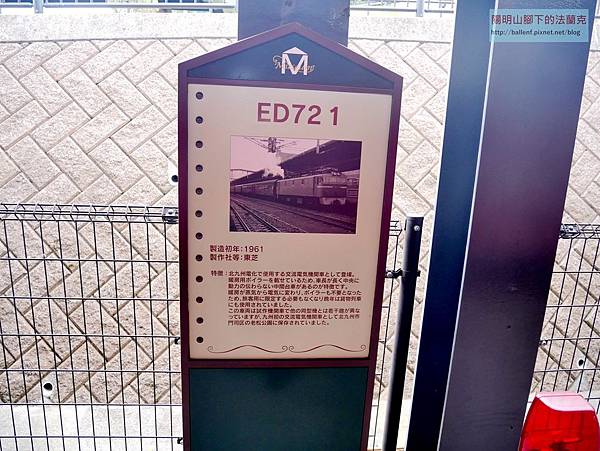 陽明山腳下的法蘭克
http://ballenf.pixnet.net/blog
M
ED72 1
製造初年：1961
製作社等：東芝
特徴：北九州電化で使用する交流電気機関車として登場。
暖房用ボイラーを載せているため、車長が長く中央に
動力の伝わらない中間台車があるのが特徴です。
暖房が蒸気から電気に変わり、ボイラーも不要となった
ため、旅客用に限定する必要もなくなり晩年は貨物列車
にも使用されていました。
この車両は試作機関車で他の同型機とは若干趣が異な
っていますが、九州初の交流電気機関車として北九州市
門司区の老松公園に保存されていました。